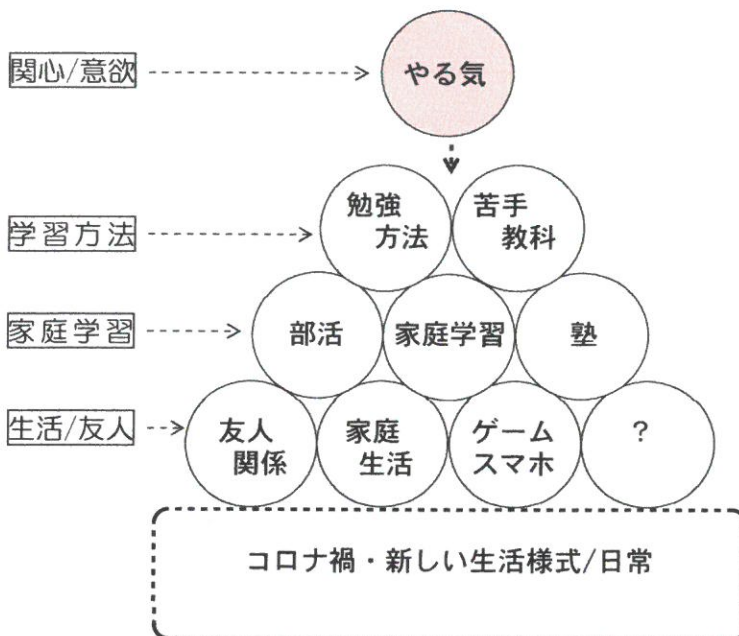 関心/意欲
やる気
学習方法
勉強
方法
苦手
教科
家庭学習
部活
家庭学習
塾
生活/友人
友人
関係
家庭
生活
ゲーム
スマホ
?
コロナ禍・新しい生活様式/日常